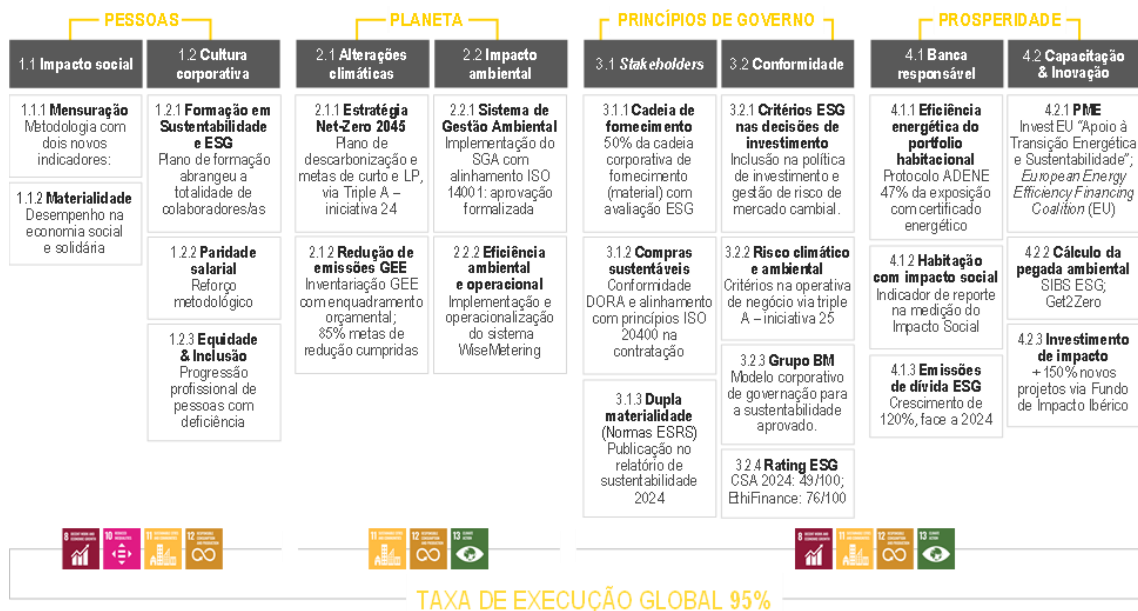 PESSOAS
PLANETA
PRINCÍPIOS DE GOVERNO
PROSPERIDADE
1.1 Impacto social
1.2 Cultura
corporativa
2.1 Alterações
climáticas
2.2 Impacto
ambiental
3.1 Stakeholders
3.2 Conformidade
4.1 Banca
responsável
4.2 Capacitação
& Inovação
1.1.1 Mensuração
Metodologia com
dois novos
indicadores:
1.1.2 Materialidade
Desempenho na
economia social
e solidária
1.2.1 Formação em
Sustentabilidade
e ESG
Plano de formação
abrangeu a
totalidade de
colaboradores/as
1.2.2 Paridade
salarial
Reforço
metodológico
1.2.3 Equidade
& Inclusão
Progressão
profissional de
pessoas com
deficiência
2.1.1 Estratégia
Net-Zero 2045
Plano de
descarbonização e
metas de curto e LP,
via Triple A –
iniciativa 24
2.1.2 Redução de
emissões GEE
Inventariação GEE
com enquadramento
orçamental;
85% metas de
redução cumpridas
2.2.1 Sistema de
Gestão Ambiental
Implementação do
SGA com
alinhamento ISO
14001: aprovação
formalizada
2.2.2 Eficiência
ambiental
e operacional
Implementação e
operacionalização
do sistema
WiseMetering
3.1.1 Cadeia de
fornecimento
50% da cadeia
corporativa de
fornecimento
(material) com
avaliação ESG
3.1.2 Compras
sustentáveis
Conformidade
DORA e alinhamento
com princípios ISO
20400 na
contratação
3.1.3 Dupla
materialidade
(Normas ESRS)
Publicação no
relatório de
sustentabilidade
2024
3.2.1 Critérios ESG
nas decisões de
investimento
Inclusão na política
de investimento e
gestão de risco de
mercado cambial.
3.2.2 Risco climático
e ambiental
Critérios na operativa
de negócio via triple
A – iniciativa 25
3.2.3 Grupo BM
Modelo corporativo
de governação para
a sustentabilidade
aprovado.
3.2.4 Rating ESG
CSA 2024: 49/100;
EthiFinance: 76/100
4.1.1 Eficiência
energética do
portfolio
habitacional
Protocolo ADENE
47% da exposição
com certificado
energético
4.1.2 Habitação
com impacto social
Indicador de reporte
na medição do
Impacto Social
4.1.3 Emissões
de dívida ESG
Crescimento de
120%, face a 2024
4.2.1 PME
InvestEU "Apoio à
Transição Energética
e Sustentabilidade";
European Energy
Efficiency Financing
Coalition (EU)
4.2.2 Cálculo da
pegada ambiental
SIBS ESG;
Get2Zero
4.2.3 Investimento
de impacto
+150% novos
projetos via Fundo
de Impacto Ibérico
8
10
11
12
11
12
13
8
11
12
13
TAXA DE EXECUÇÃO GLOBAL 95%